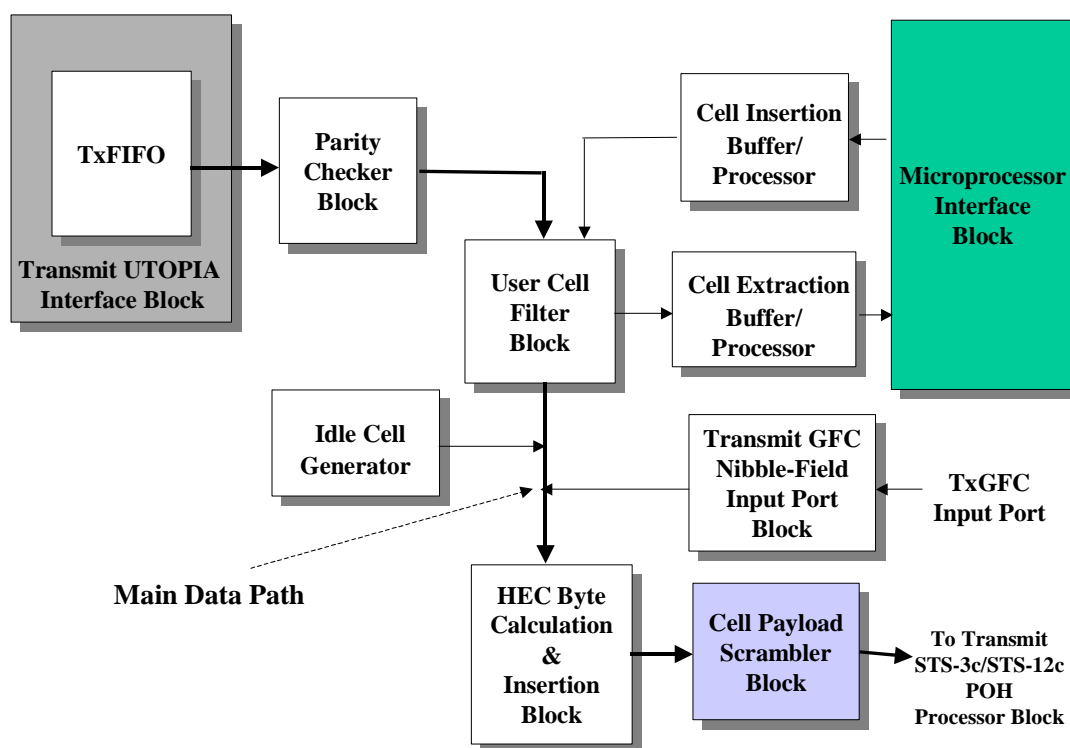 TxFIFO
Transmit UTOPIA
Interface Block
Parity
Checker
Block
Cell Insertion
Buffer/
Processor
Microprocessor
Interface
Block
User Cell
Filter
Block
Cell Extraction
Buffer/
Processor
Idle Cell
Generator
Transmit GFC
Nibble-Field
Input Port
Block
TxGFC
Input Port
Main Data Path
HEC Byte
Calculation
&
Insertion
Block
Cell Payload
Scrambler
Block
To Transmit
STS-3c/STS-12c
POH
Processor Block